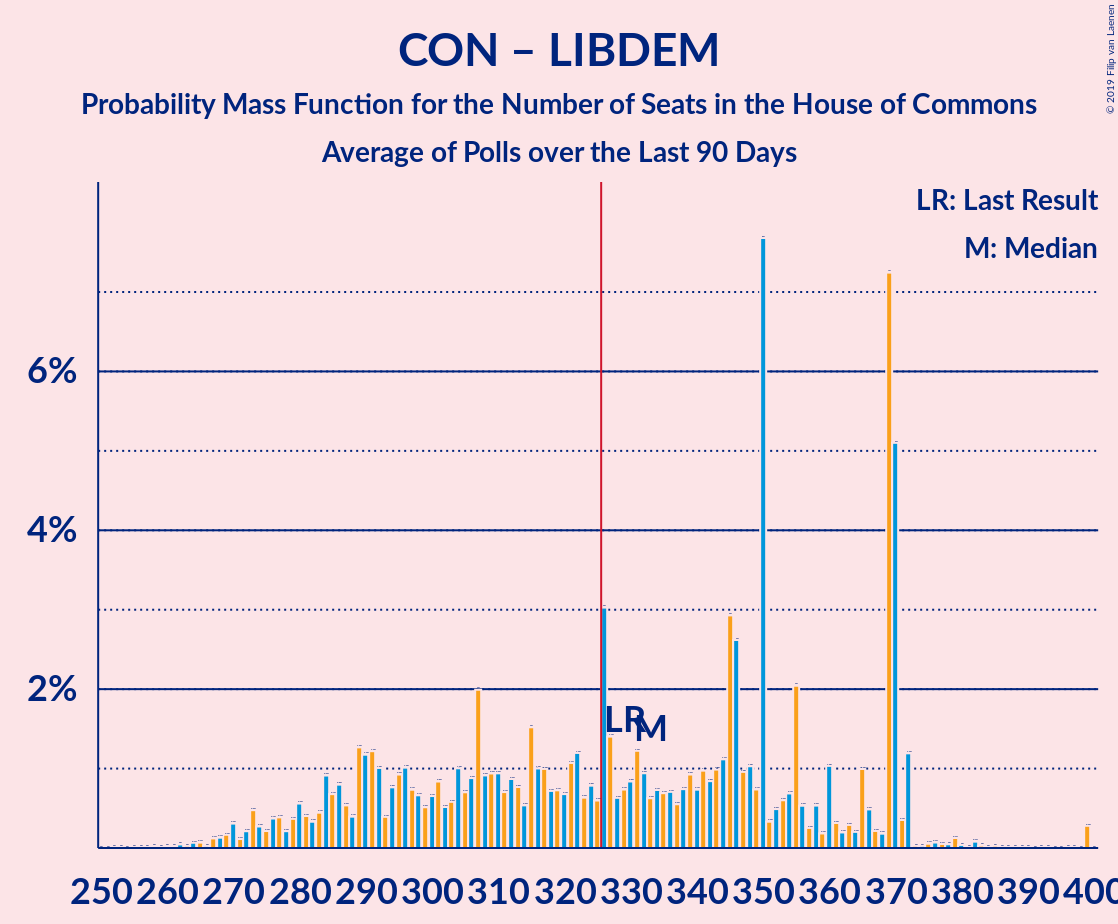 CON – LIBDEM
Probability Mass Function for the Number of Seats in the House of Commons
Average of Polls over the Last 90 Days
© 2019 Filip van Laenen
LR: Last Result
M: Median
6%
4%
2%
LR
M
250 260 270 280 290 300 310 320 330 340 350 360 370 380 390 400